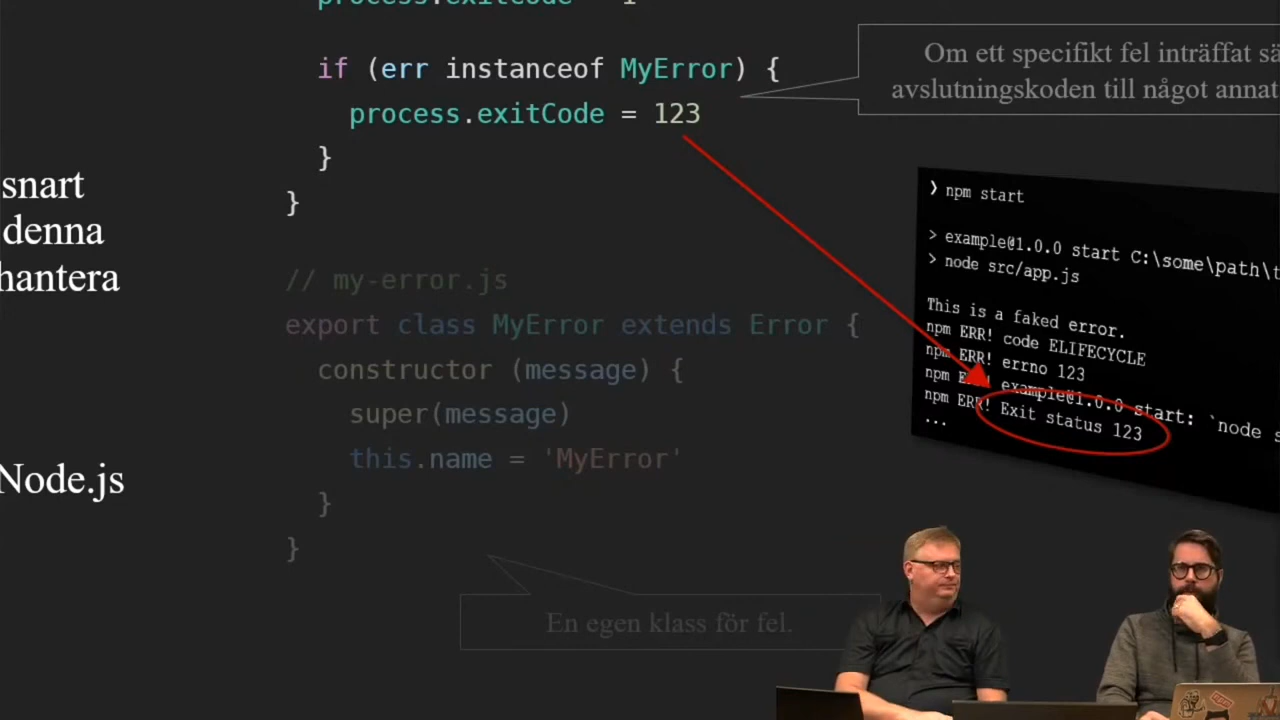 process.exitCode = 1
if (err instanceof MyError) {
process.exitCode = 123
}
}
Om ett specifikt fel inträffat
avslutningskoden till något annat
snart
denna
hantera
Node.js
// my-error.js
export class MyError extends Error {
constructor (message) {
super(message)
this.name = 'MyError'
}
}
En egen klass för fel.
❯ npm start
> example@1.0.0 start C:\some\path\t
> node src/app.js
This is a faked error.
npm ERR! code ELIFECYCLE
npm ERR! errno 123
npm example@1.0.0 start: `node s
npm ERR! Exit status 123
...